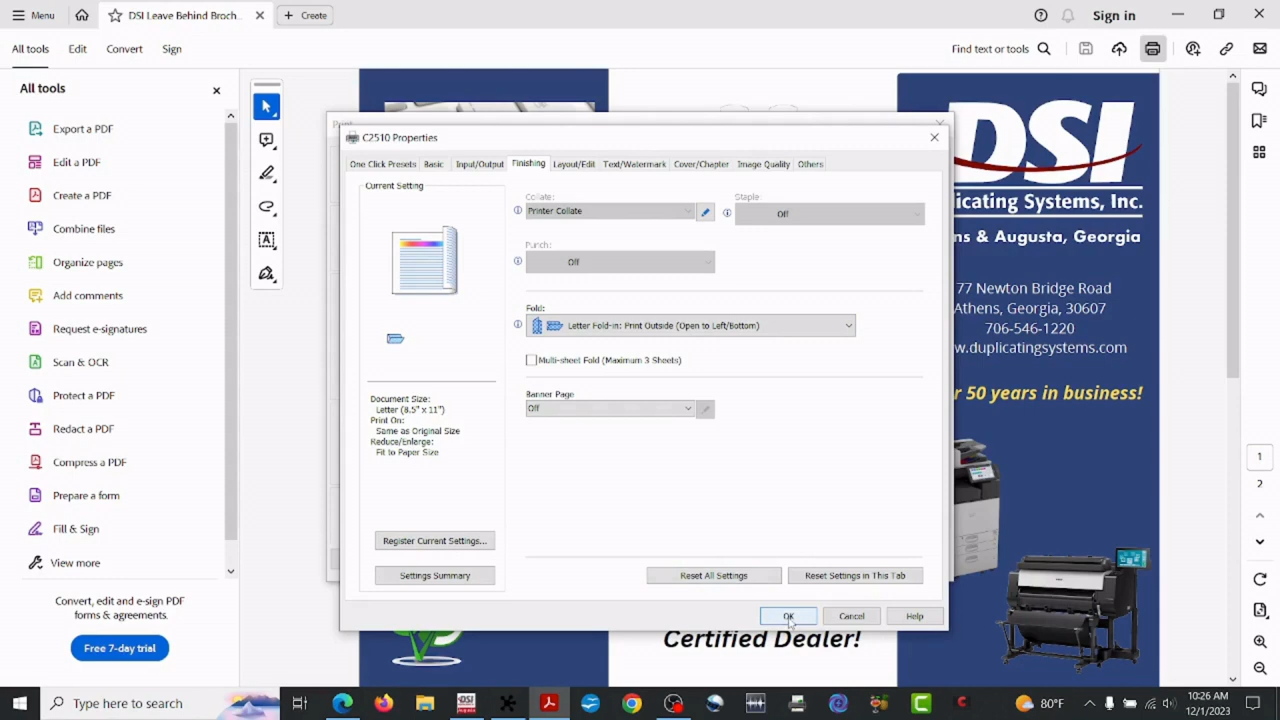 Menu
DSI Leave Behind Broch...
Create
Sign in
All tools
Edit
Convert
Sign
Find text or tools
All tools
Export a PDF
Edit a PDF
Create a PDF
Combine files
Organize pages
Add comments
Request e-signatures
Scan & OCR
Protect a PDF
Redact a PDF
Compress a PDF
Prepare a form
Fill & Sign
View more
Convert, edit and e-sign PDF
forms & agreements.
Free 7-day trial
Print
C2510 Properties
One Click Presets
Basic
Input/Output
Finishing
Layout/Edit
Text/Watermark
Cover/Chapter
Image Quality
Others
Current Setting
Document Size:
Letter (8.5" x 11")
Print On:
Same as Original Size
Reduce/Enlarge:
Fit to Paper Size
Register Current Settings...
Settings Summary
Collate:
Printer Collate
Staple:
Off
Punch:
Off
Fold:
Letter Fold-in: Print Outside (Open to Left/Bottom)
Multi-sheet Fold (Maximum 3 Sheets)
Banner Page
Off
Reset All Settings
Reset Settings in This Tab
OK
Cancel
Help
DSI
licating Systems, Inc.
ns & Augusta, Georgia
77 Newton Bridge Road
Athens, Georgia, 30607
706-546-1220
w.duplicatingsystems.com
r 50 years in business!
Certified Dealer!
1
2
Type here to search
DSI
80°F
10:26 AM
12/1/2023